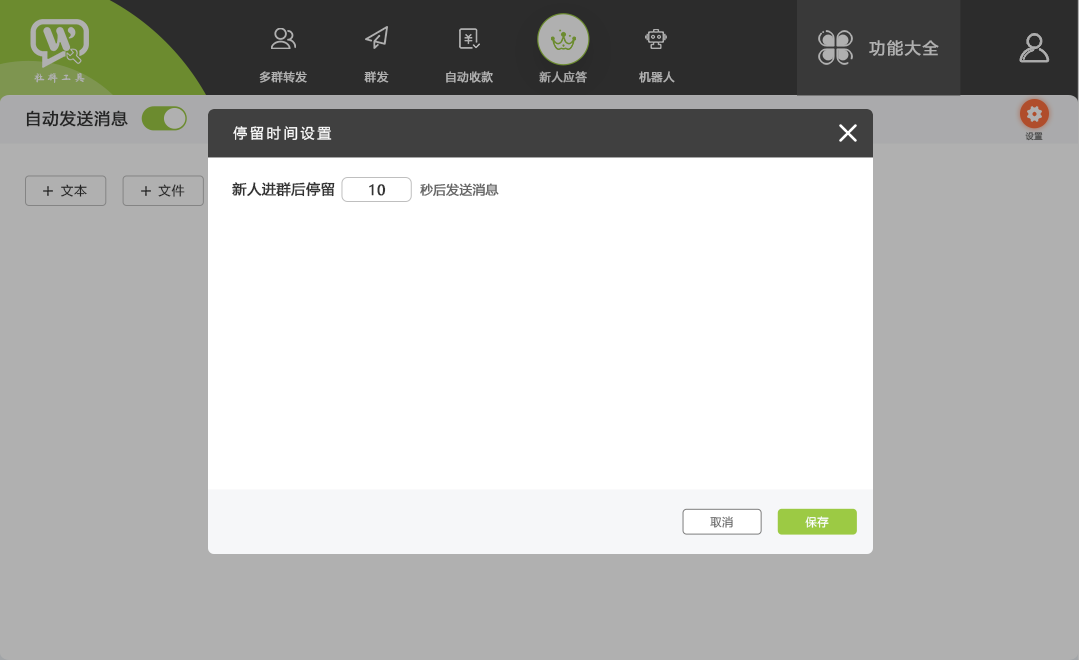 社群工具
多群转发
群发
自动收款
新人应答
机器人
功能大全
自动发送消息
设置
停留时间设置
+ 文本
+ 文件
新人进群后停留 10 秒后发送消息
取消
保存